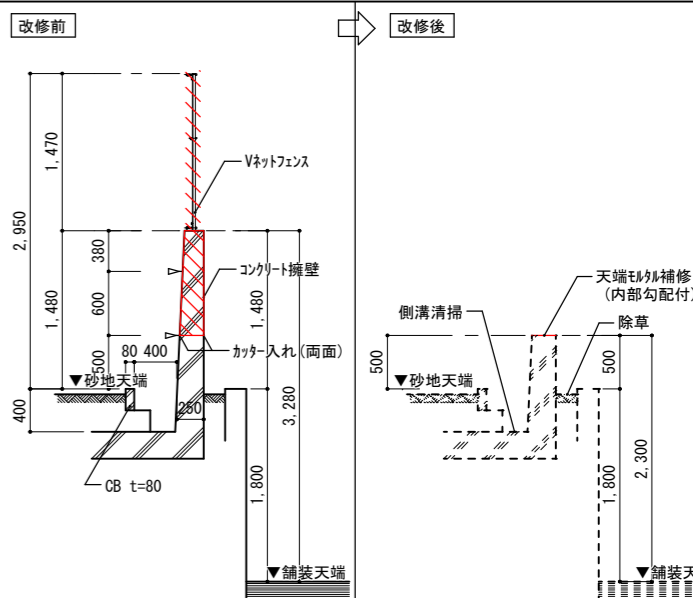 改修前
改修後
Vネットフェンス
1,470
2,950
380
コンクリート擁壁
天端モルタル補修
(内部勾配付)
1,480
600
1,480
側溝清掃
除草
カッター入れ(両面)
500
80
400
500
500
▼砂地天端
▼砂地天端
3,280
400
250
2,300
CB t=80
1,800
1,800
▼舗装天端
▼舗装天